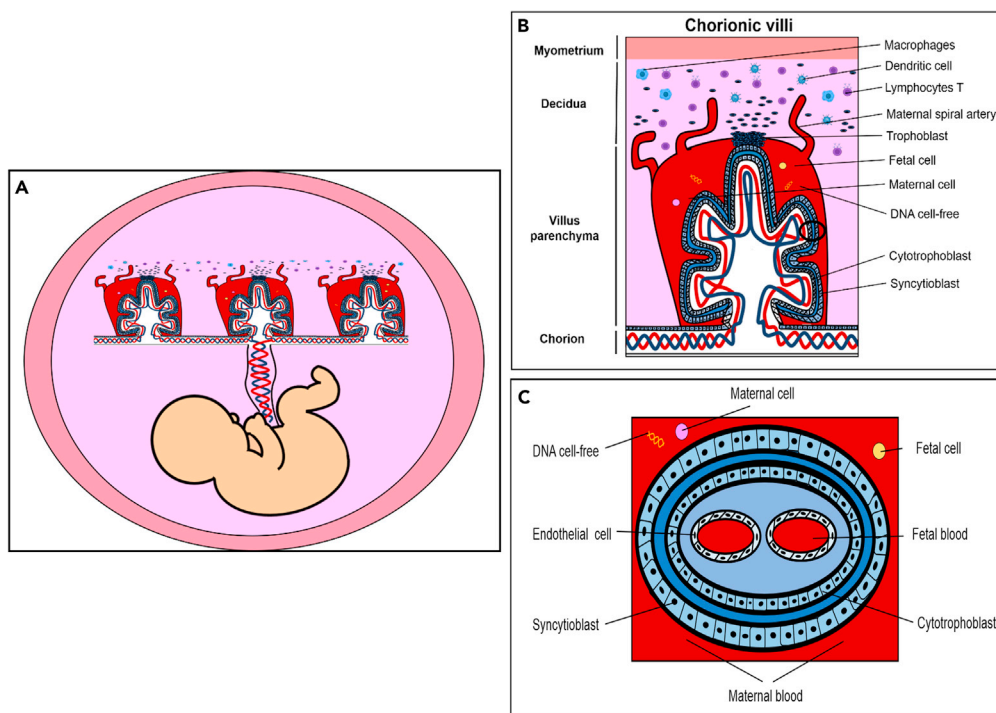 A
B
Chorionic villi
Myometrium
Decidua
Villus
parenchyma
Chorion
Macrophages
Dendritic cell
Lymphocytes T
Maternal spiral artery
Trophoblast
Fetal cell
Maternal cell
DNA cell-free
Cytotrophoblast
Syncytioblast
C
Maternal cell
DNA cell-free
Fetal cell
Endothelial cell
Fetal blood
Syncytioblast
Cytotrophoblast
Maternal blood